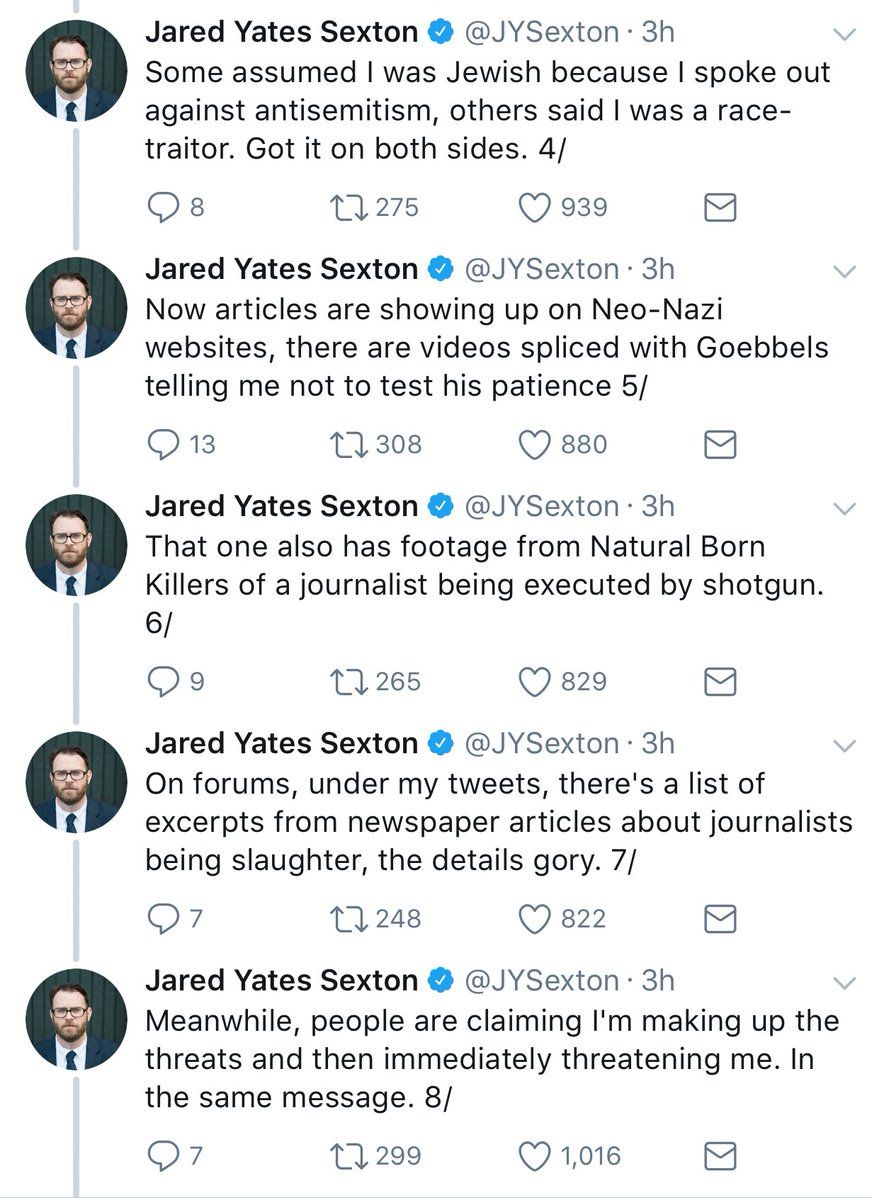 Jared Yates Sexton @JYSexton · 3h
Some assumed I was Jewish because I spoke out
against antisemitism, others said I was a race-
traitor. Got it on both sides. 4/
8 275 939
Jared Yates Sexton @JYSexton · 3h
Now articles are showing up on Neo-Nazi
websites, there are videos spliced with Goebbels
telling me not to test his patience 5/
13 308 880
Jared Yates Sexton @JYSexton · 3h
That one also has footage from Natural Born
Killers of a journalist being executed by shotgun.
6/
9 265 829
Jared Yates Sexton @JYSexton · 3h
On forums, under my tweets, there's a list of
excerpts from newspaper articles about journalists
being slaughter, the details gory. 7/
7 248 822
Jared Yates Sexton @JYSexton · 3h
Meanwhile, people are claiming I'm making up the
threats and then immediately threatening me. In
the same message. 8/
7 299 1,016